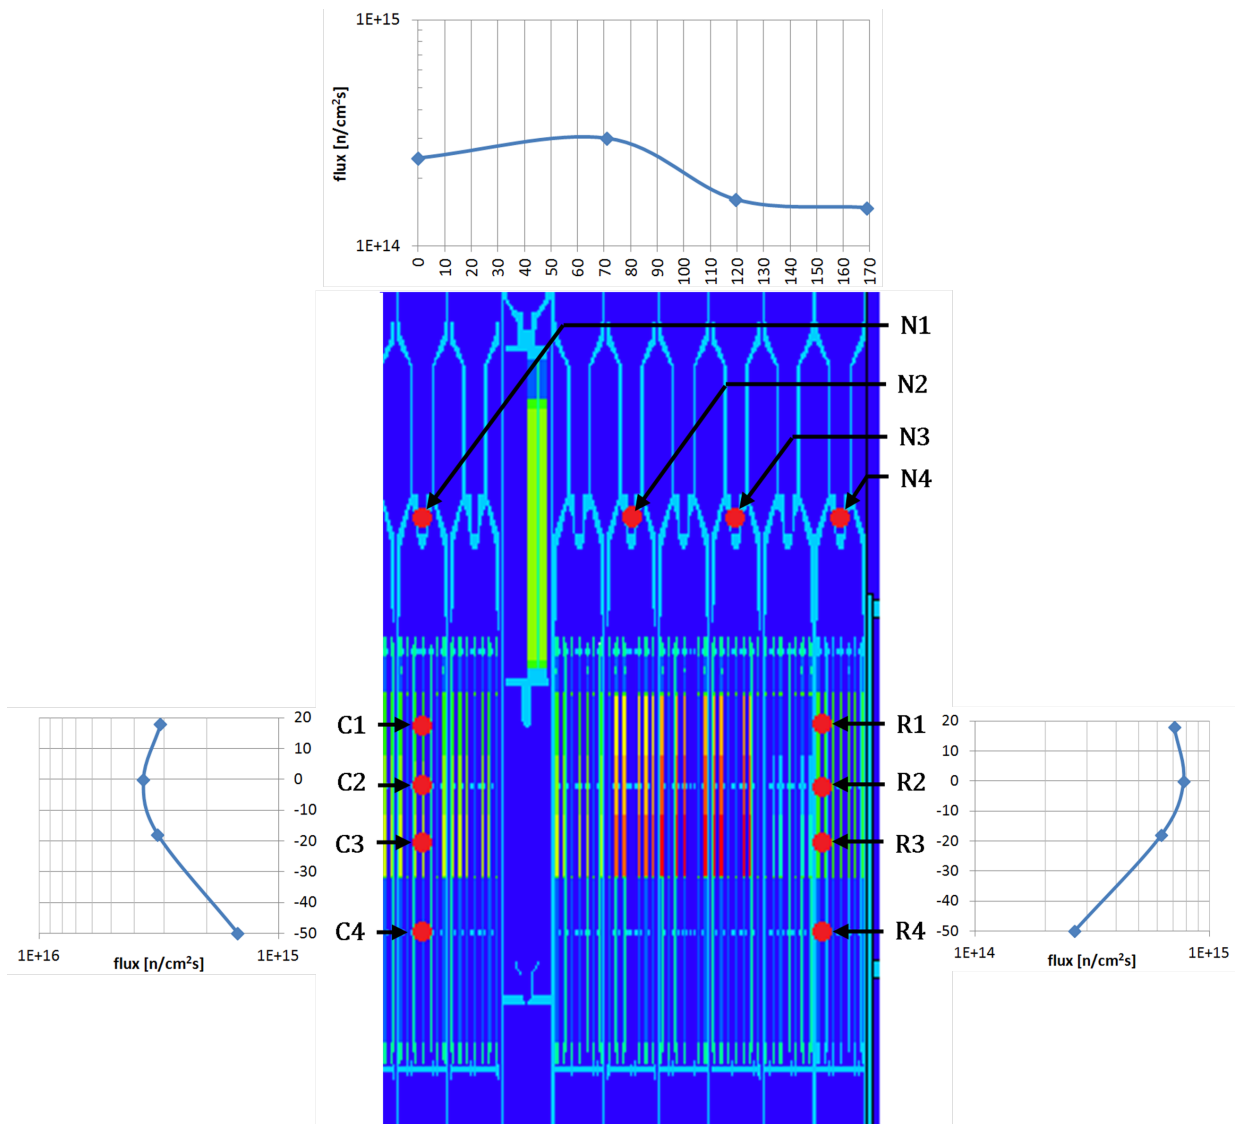 1E+15
flux [n/cm²s]
1E+14
0 10 20 30 40 50 60 70 80 90 100 110 120 130 140 150 160 170
N1
N2
N3
N4
20
10
0
-10
-20
-30
-40
-50
1E+16
1E+15
flux [n/cm²s]
C1
C2
C3
C4
R1
R2
R3
R4
20
10
0
-10
-20
-30
-40
-50
1E+14
1E+15
flux [n/cm²s]